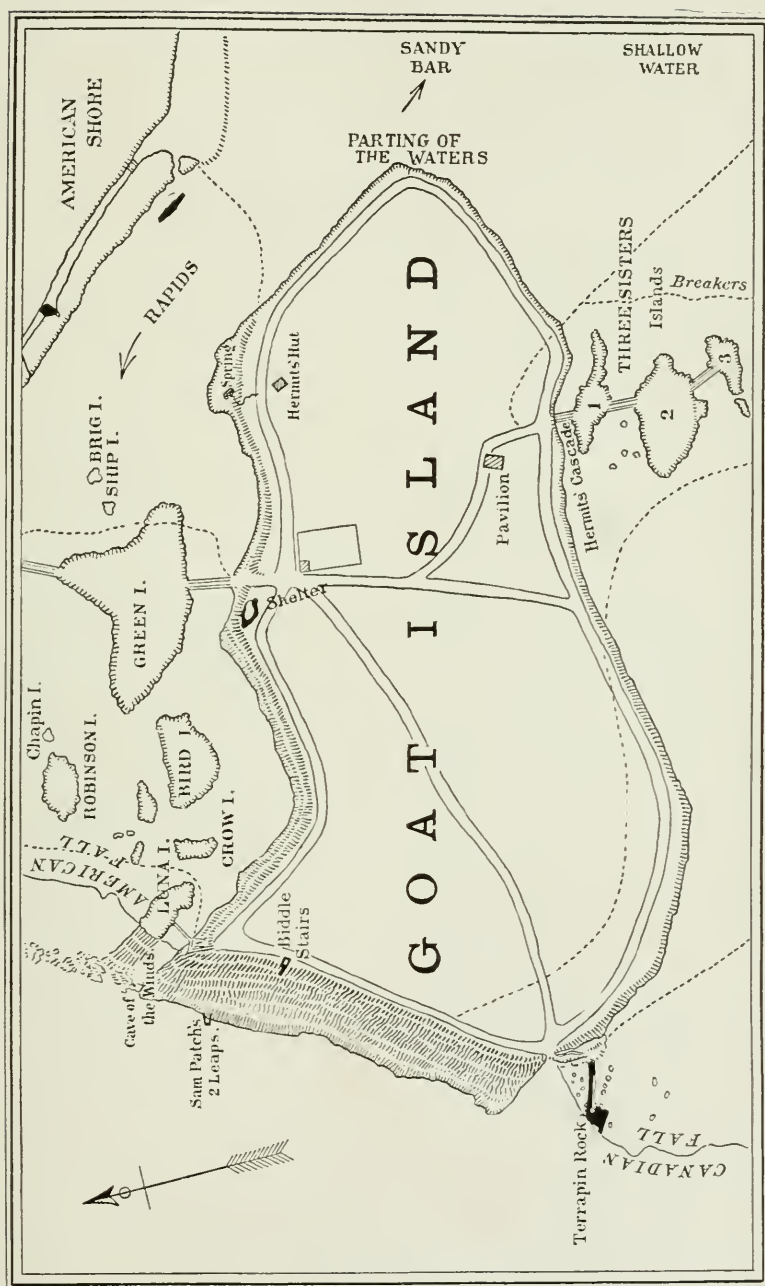 SANDY
BAR
SHALLOW
WATER
PARTING OF
THE WATERS
AMERICAN
SHORE
RAPIDS
BRIG I.
SHIP I.
GREEN I.
Chapin I.
ROBINSON I.
BIRD I.
CROW I.
LUNA I.
AMERICAN
FALL
Cave of
the Winds
Sam Patch's
2 Leaps.
Biddle
Stairs
Shelter
Spring
Hermits' Hut
GOAT ISLAND
Pavilion
Hermits' Cascade
THREE SISTERS
Islands
Breakers
1
2
3
Terrapin Rock
CANADIAN
FALL